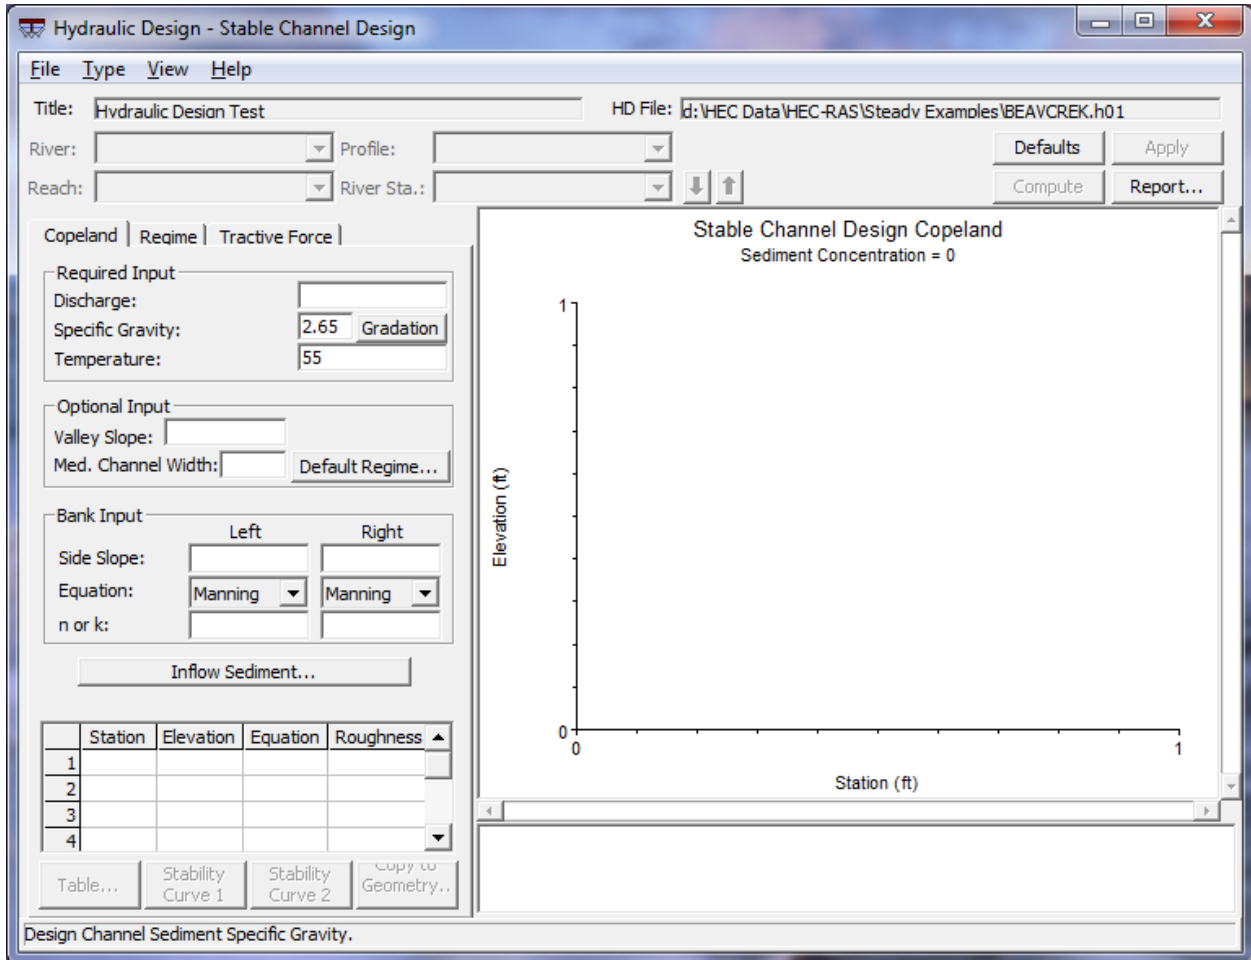 Hydraulic Design - Stable Channel Design
File Type View Help
Title: Hydraulic Design Test HD File: d:\HEC Data\HEC-RAS\Steady Examples\BEAVCREK.h01
River: Profile: Defaults Apply
Reach: River Sta.: Compute Report...
Copeland Regime Tractive Force
Required Input
Discharge:
Specific Gravity: 2.65 Gradation
Temperature: 55
Optional Input
Valley Slope:
Med. Channel Width: Default Regime...
Bank Input
Left Right
Side Slope:
Equation: Manning Manning
n or k:
Inflow Sediment...
Station Elevation Equation Roughness
1
2
3
4
Table... Stability Curve 1 Stability Curve 2 Copy to Geometry..
Stable Channel Design Copeland
Sediment Concentration = 0
1
Elevation (ft)
0
0 1
Station (ft)
Design Channel Sediment Specific Gravity.